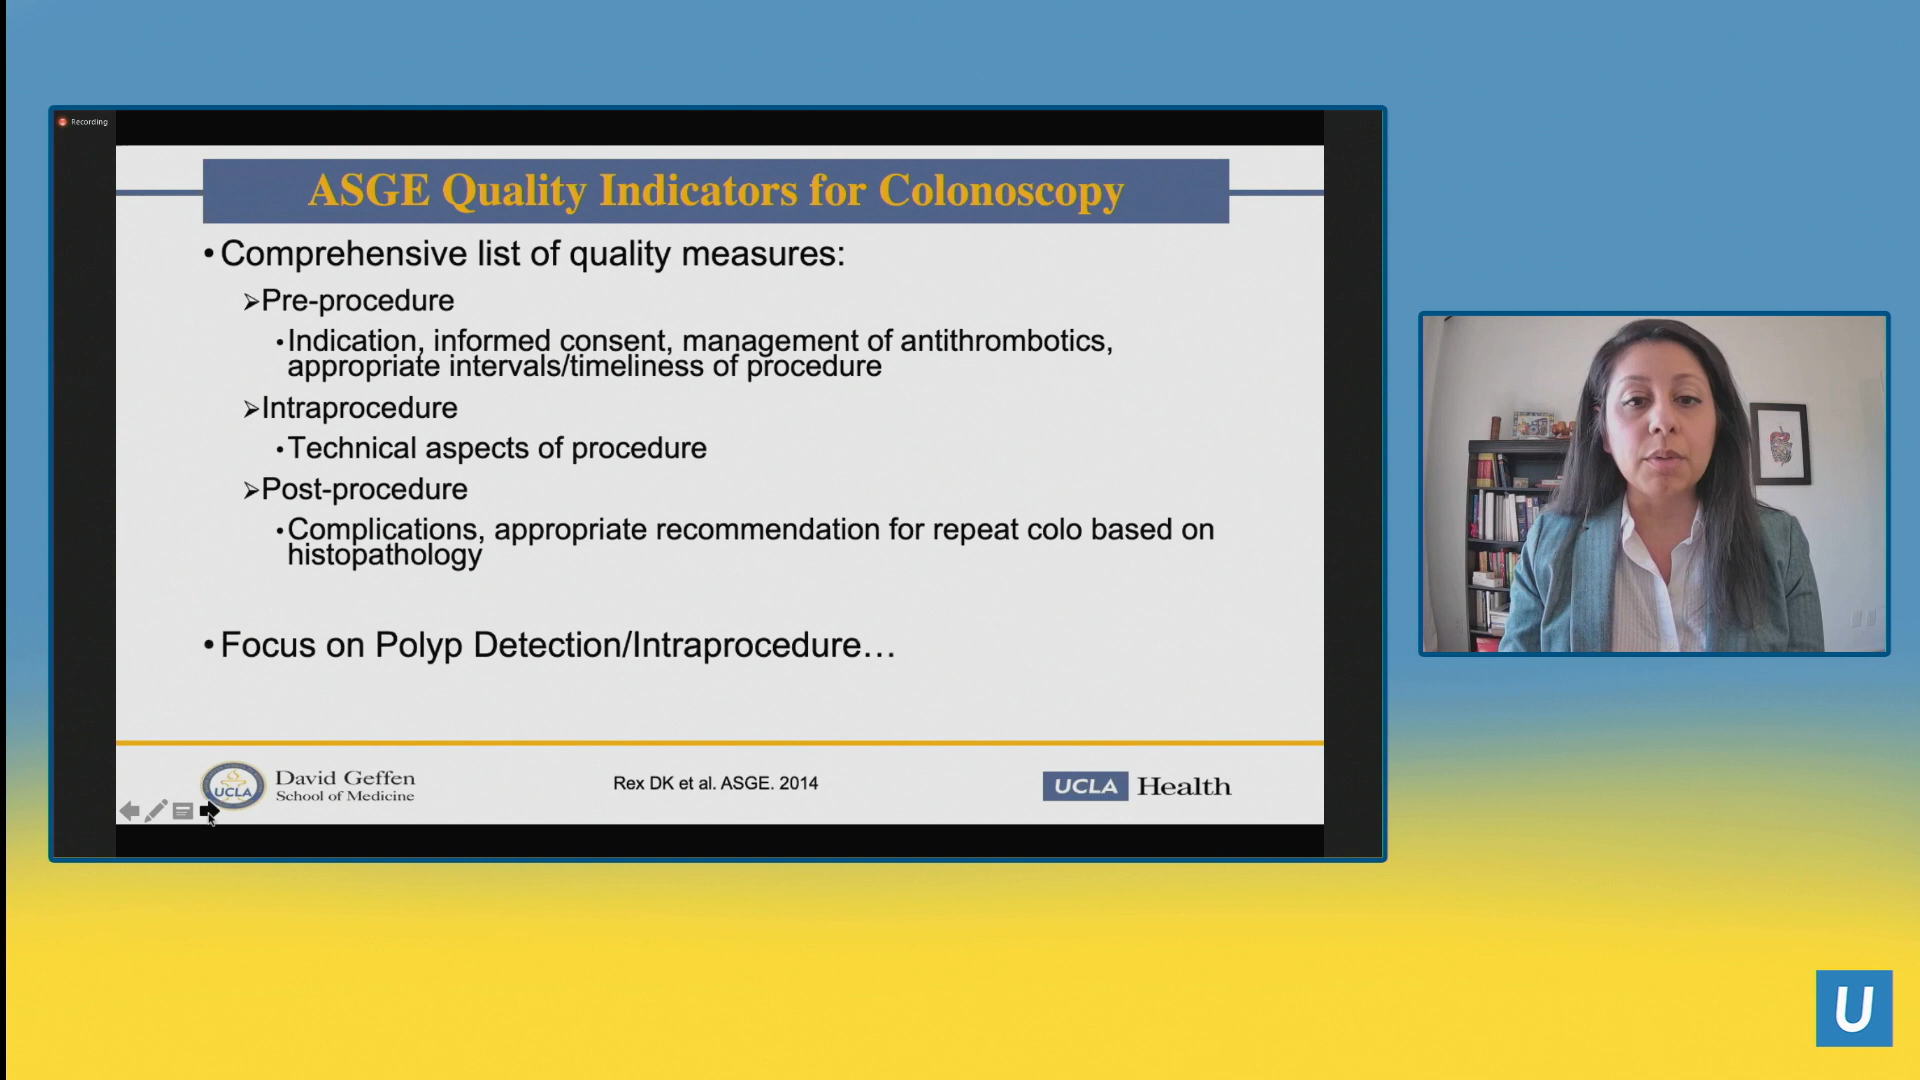 Recording
ASGE Quality Indicators for Colonoscopy
• Comprehensive list of quality measures:
➢Pre-procedure
• Indication, informed consent, management of antithrombotics,
appropriate intervals/timeliness of procedure
➢Intraprocedure
• Technical aspects of procedure
➢Post-procedure
• Complications, appropriate recommendation for repeat colo based on
histopathology
• Focus on Polyp Detection/Intraprocedure…
UCLA
David Geffen
School of Medicine
Rex DK et al. ASGE. 2014
UCLA Health
U